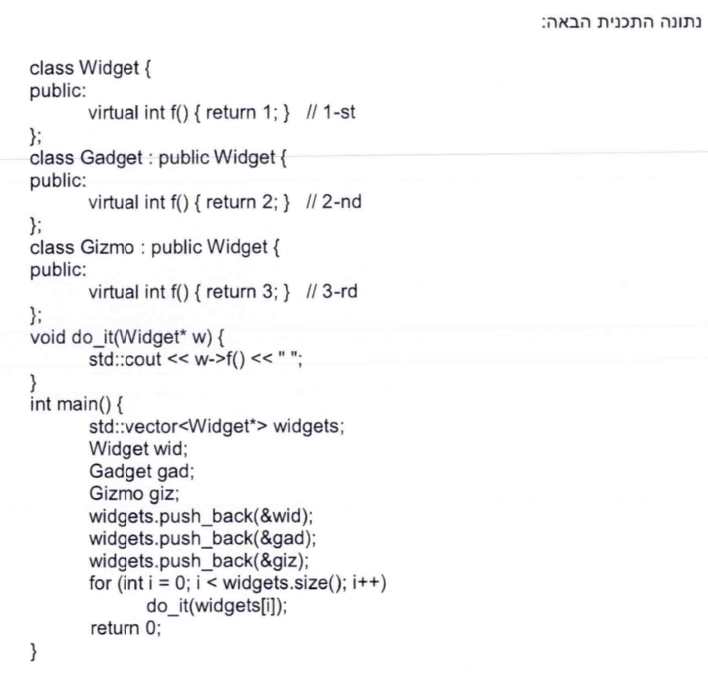 נתונה התכנית הבאה:
class Widget {
public:
virtual int f() { return 1; } // 1-st
};
class Gadget : public Widget {
public:
virtual int f() { return 2; } // 2-nd
};
class Gizmo : public Widget {
public:
virtual int f() { return 3; } // 3-rd
};
void do_it(Widget* w) {
std::cout << w->f() << " ";
}
int main() {
std::vector<Widget*> widgets;
Widget wid;
Gadget gad;
Gizmo giz;
widgets.push_back(&wid);
widgets.push_back(&gad);
widgets.push_back(&giz);
for (int i = 0; i < widgets.size(); i++)
do_it(widgets[i]);
return 0;
}